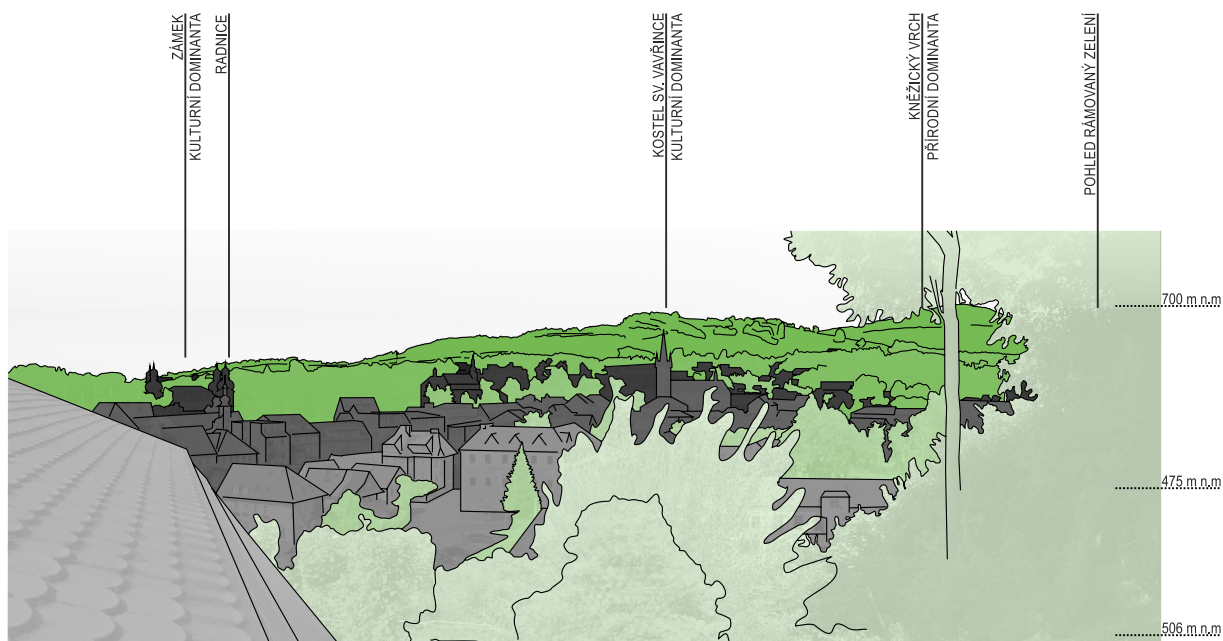 ZÁMEK
KULTURNÍ DOMINANTA
RADNICE
KOSTEL SV. VAVŘINCE
KULTURNÍ DOMINANTA
KNĚŽICKÝ VRCH
PŘÍRODNÍ DOMINANTA
POHLED RÁMOVANÝ ZELENÍ
700 m n.m
475 m n.m
506 m n.m